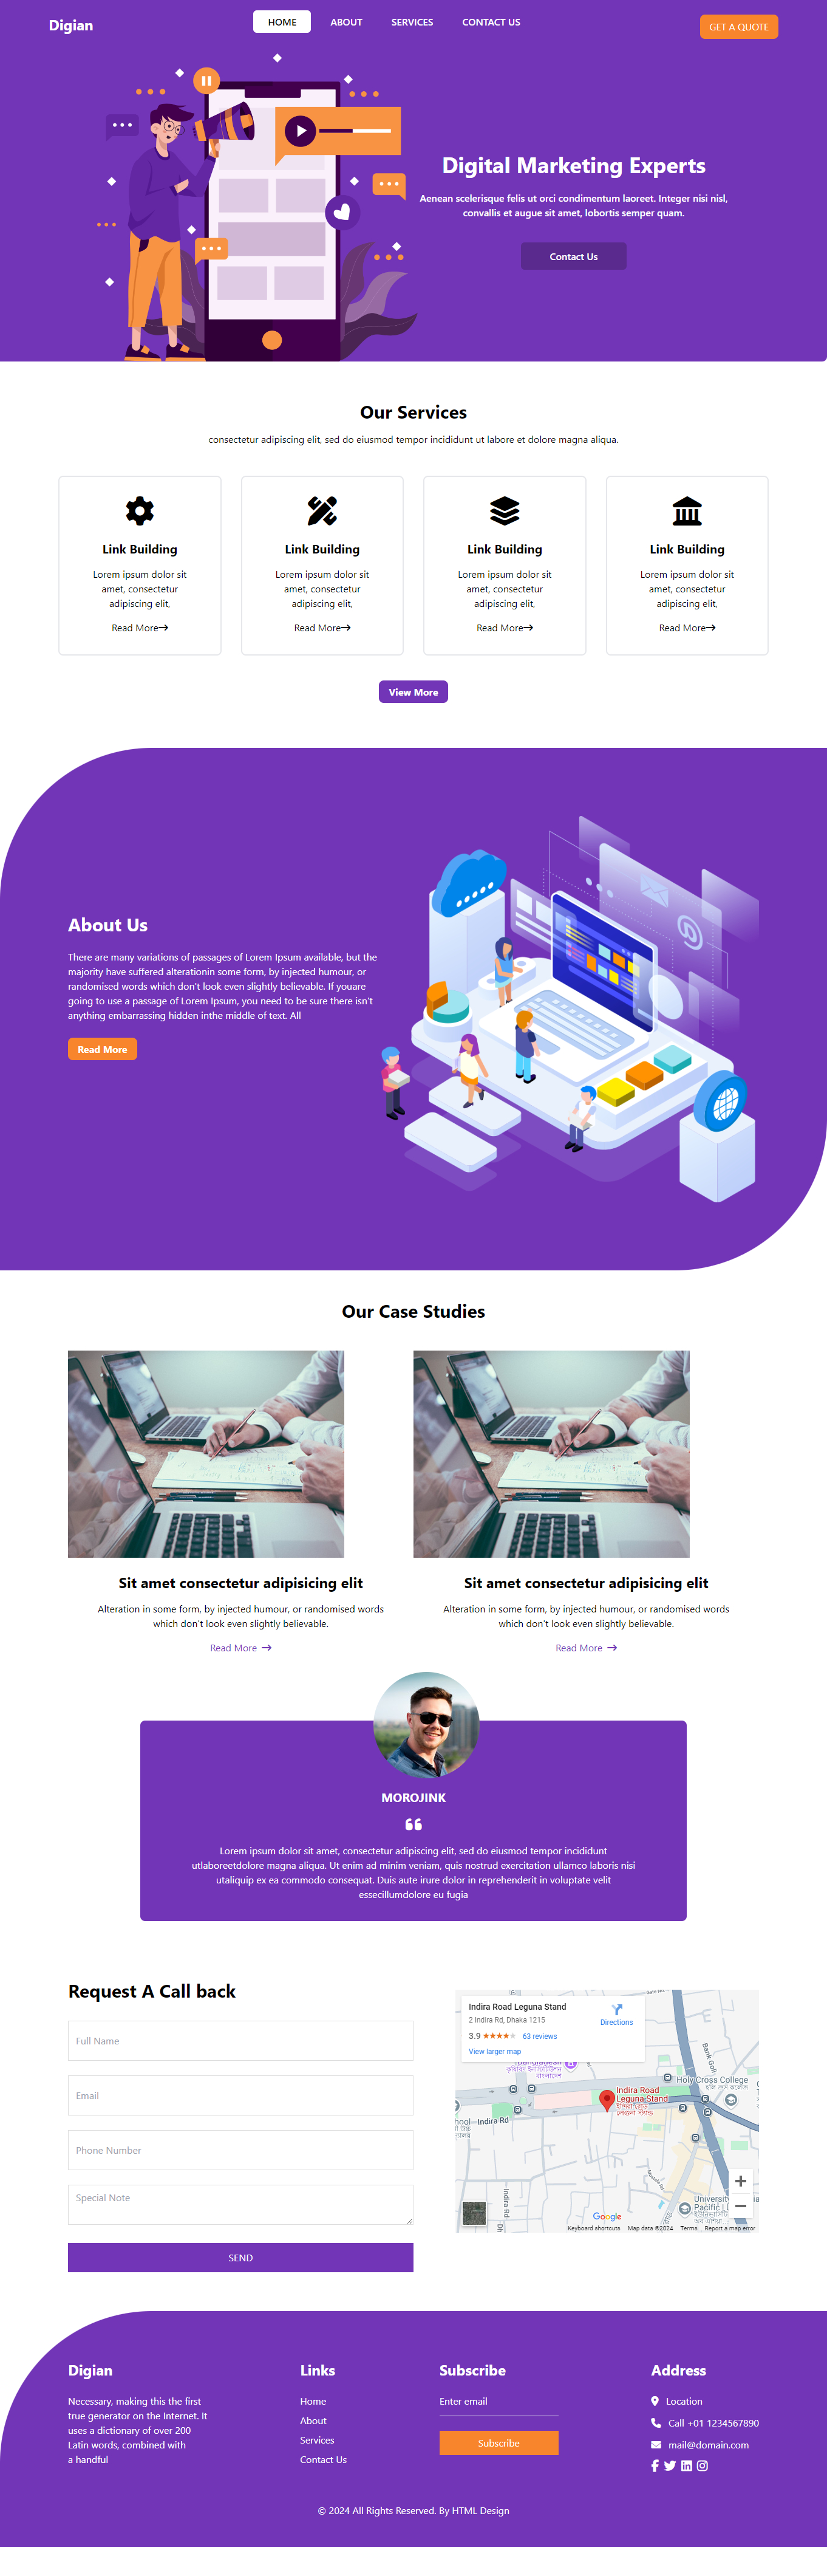 Digian
HOME
ABOUT
SERVICES
CONTACT US
GET A QUOTE
Digital Marketing Experts
Aenean scelerisque felis ut orci condimentum laoreet. Integer nisi nisl,
convallis et augue sit amet, lobortis semper quam.
Contact Us
Our Services
consectetur adipiscing elit, sed do eiusmod tempor incididunt ut labore et dolore magna aliqua.
Link Building
Lorem ipsum dolor sit
amet, consectetur
adipiscing elit,
Read More
Link Building
Lorem ipsum dolor sit
amet, consectetur
adipiscing elit,
Read More
Link Building
Lorem ipsum dolor sit
amet, consectetur
adipiscing elit,
Read More
Link Building
Lorem ipsum dolor sit
amet, consectetur
adipiscing elit,
Read More
View More
About Us
There are many variations of passages of Lorem Ipsum available, but the
majority have suffered alterationin some form, by injected humour, or
randomised words which don't look even slightly believable. If youare
going to use a passage of Lorem Ipsum, you need to be sure there isn't
anything embarrassing hidden inthe middle of text. All
Read More
Our Case Studies
Sit amet consectetur adipisicing elit
Alteration in some form, by injected humour, or randomised words
which don't look even slightly believable.
Read More
Sit amet consectetur adipisicing elit
Alteration in some form, by injected humour, or randomised words
which don't look even slightly believable.
Read More
MOROJINK
Lorem ipsum dolor sit amet, consectetur adipiscing elit, sed do eiusmod tempor incididunt
utlaboreetdolore magna aliqua. Ut enim ad minim veniam, quis nostrud exercitation ullamco laboris nisi
utaliquip ex ea commodo consequat. Duis aute irure dolor in reprehenderit in voluptate velit
essecillumdolore eu fugia
Request A Call back
Full Name
Email
Phone Number
Special Note
SEND
Indira Road Leguna Stand
2 Indira Rd, Dhaka 1215
3.9
63 reviews
View larger map
Directions
Bank Goli
Holy Cross College
হলি ক্রস কলেজ
Indira Road
Leguna Stand
Indira Rd
Indira Rd
Google
Keyboard shortcuts
Map data ©2024
Terms
Report a map error
Digian
Necessary, making this the first
true generator on the Internet. It
uses a dictionary of over 200
Latin words, combined with
a handful
Links
Home
About
Services
Contact Us
Subscribe
Enter email
Subscribe
Address
Location
Call +01 1234567890
mail@domain.com
© 2024 All Rights Reserved. By HTML Design